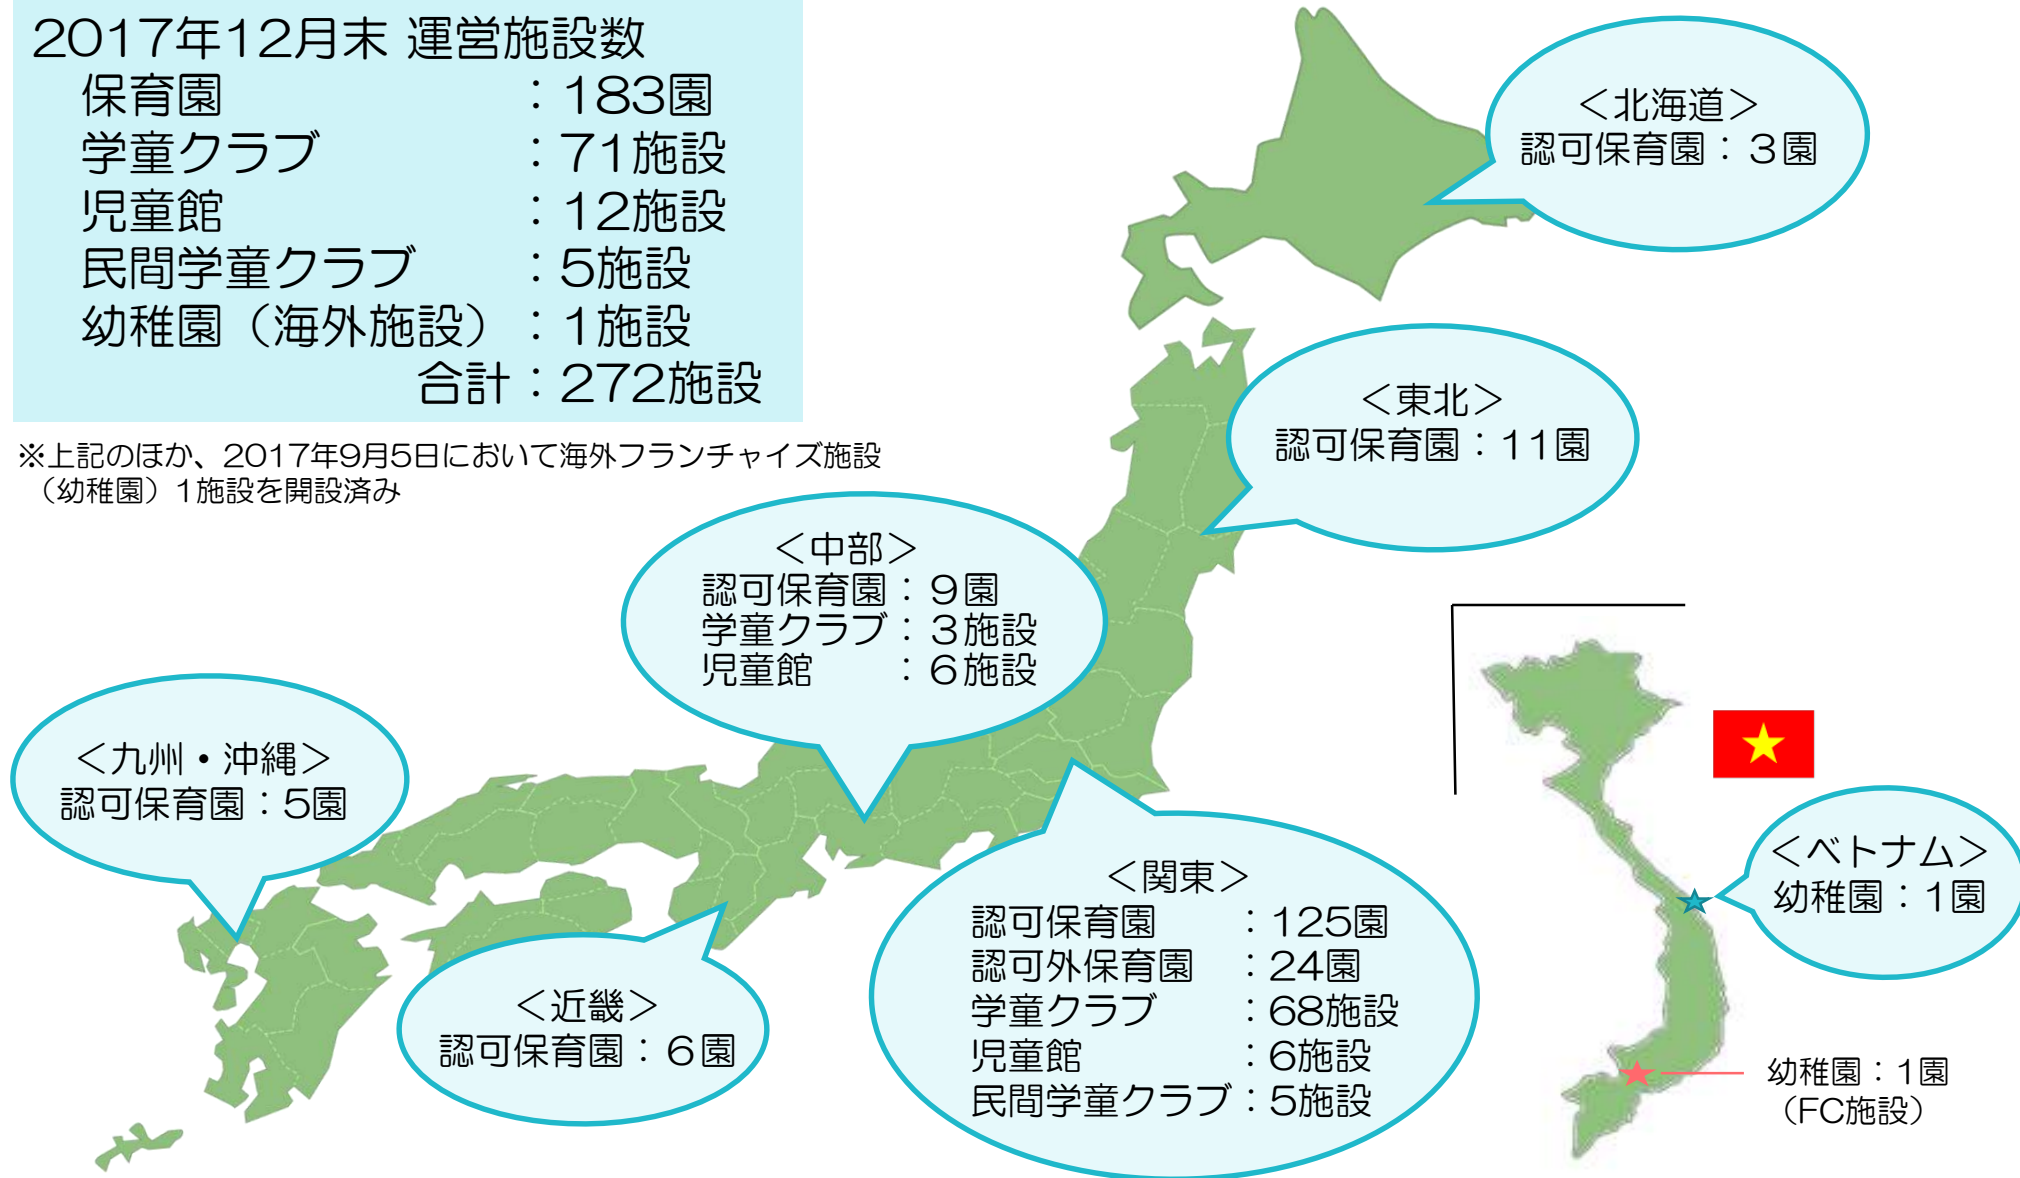 2017年12月末 運営施設数
保育園 ：183園
学童クラブ ：71施設
児童館 ：12施設
民間学童クラブ ：5施設
幼稚園（海外施設）：1施設
合計：272施設
※上記のほか、2017年9月5日において海外フランチャイズ施設
（幼稚園）1施設を開設済み
＜北海道＞
認可保育園：３園
＜東北＞
認可保育園：11園
＜中部＞
認可保育園：９園
学童クラブ：３施設
児童館 ：６施設
＜九州・沖縄＞
認可保育園：5園
＜近畿＞
認可保育園：６園
＜関東＞
認可保育園 ：125園
認可外保育園 ：24園
学童クラブ ：68施設
児童館 ：6施設
民間学童クラブ：5施設
＜ベトナム＞
幼稚園：1園
幼稚園：1園
（FC施設）